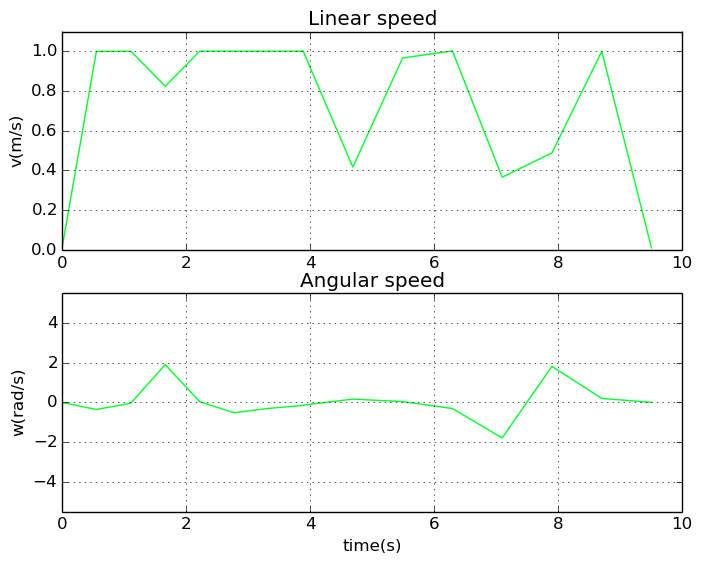 Linear speed
v(m/s)
1.0
0.8
0.6
0.4
0.2
0.0
0 2 4 6 8 10
Angular speed
w(rad/s)
4
2
0
−2
−4
0 2 4 6 8 10
time(s)